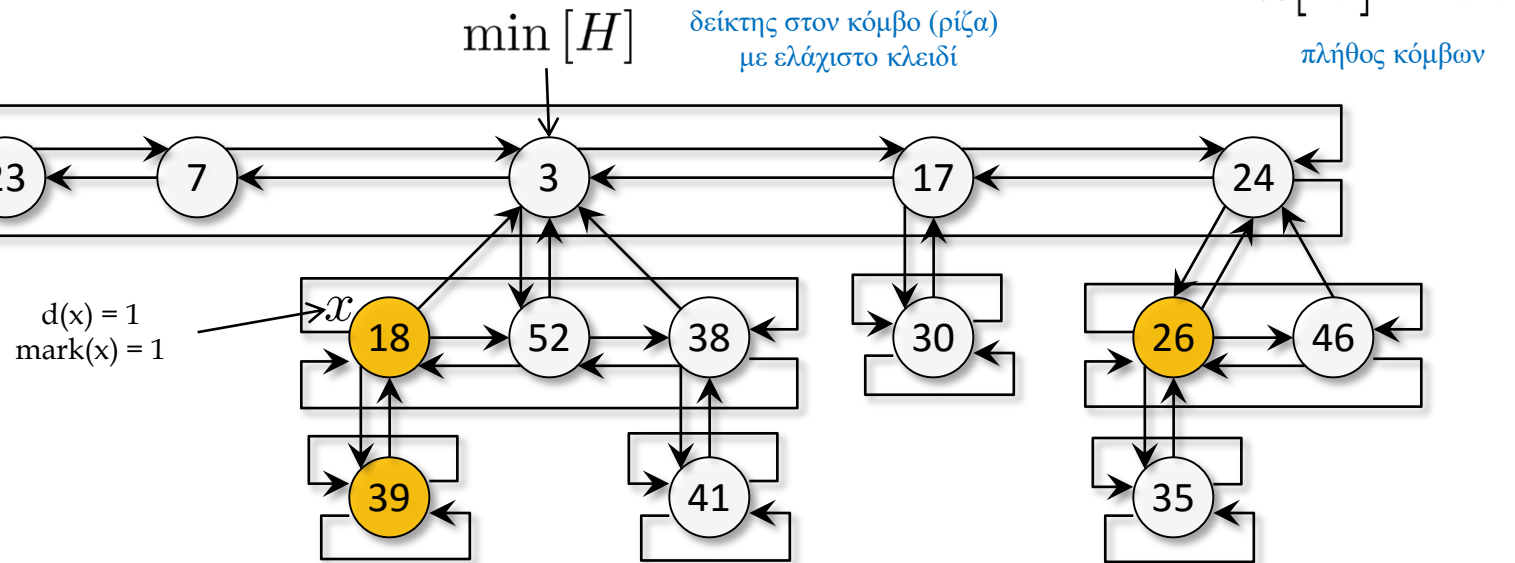 min [H]
δείκτης στον κόμβο (ρίζα)
με ελάχιστο κλειδί
πλήθος κόμβων
23 7 3 17 24
x
d(x) = 1
mark(x) = 1
18 52 38 30 26 46
39 41 35